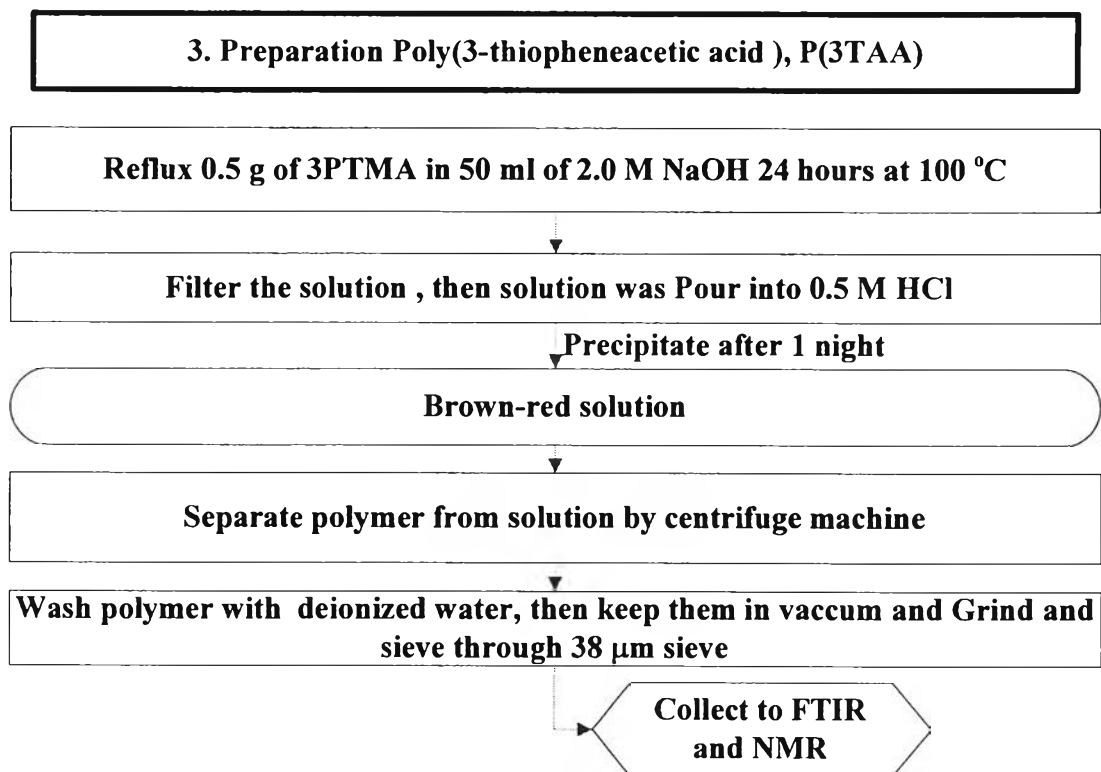 3. Preparation Poly(3-thiopheneacetic acid ), P(3TAA)
Reflux 0.5 g of 3PTMA in 50 ml of 2.0 M NaOH 24 hours at 100 °C
Filter the solution , then solution was Pour into 0.5 M HCl
Precipitate after 1 night
Brown-red solution
Separate polymer from solution by centrifuge machine
Wash polymer with deionized water, then keep them in vaccum and Grind and
sieve through 38 μm sieve
Collect to FTIR
and NMR